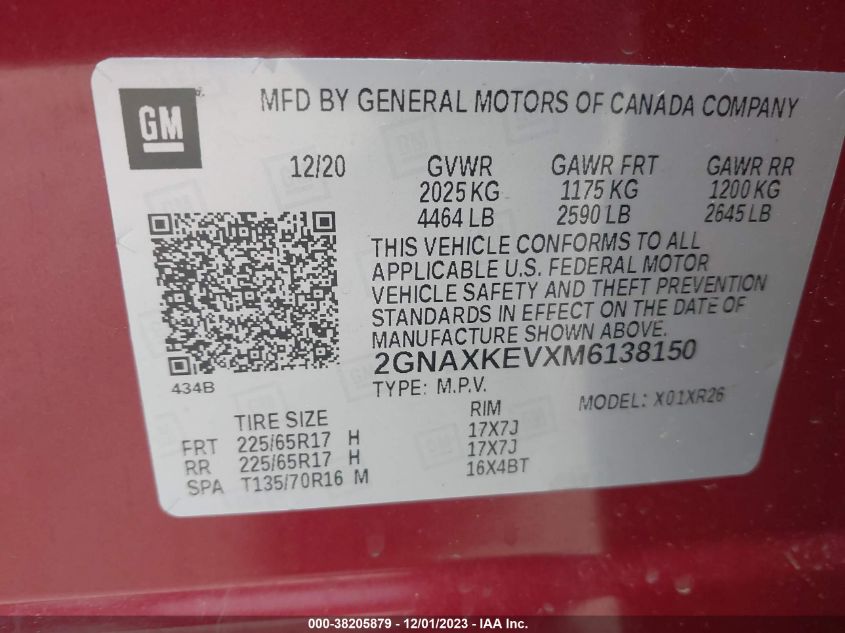 GM
MFD BY GENERAL MOTORS OF CANADA COMPANY
12/20 GVWR GAWR FRT GAWR RR
2025 KG 1175 KG 1200 KG
4464 LB 2590 LB 2645 LB
THIS VEHICLE CONFORMS TO ALL
APPLICABLE U.S. FEDERAL MOTOR
VEHICLE SAFETY AND THEFT PREVENTION
STANDARDS IN EFFECT ON THE DATE OF
MANUFACTURE SHOWN ABOVE.
2GNAXKEVXM6138150
434B
TYPE: M.P.V. MODEL: X01XR26
TIRE SIZE RIM
FRT 225/65R17 H 17X7J
RR 225/65R17 H 17X7J
SPA T135/70R16 M 16X4BT
000-38205879 - 12/01/2023 - IAA Inc.